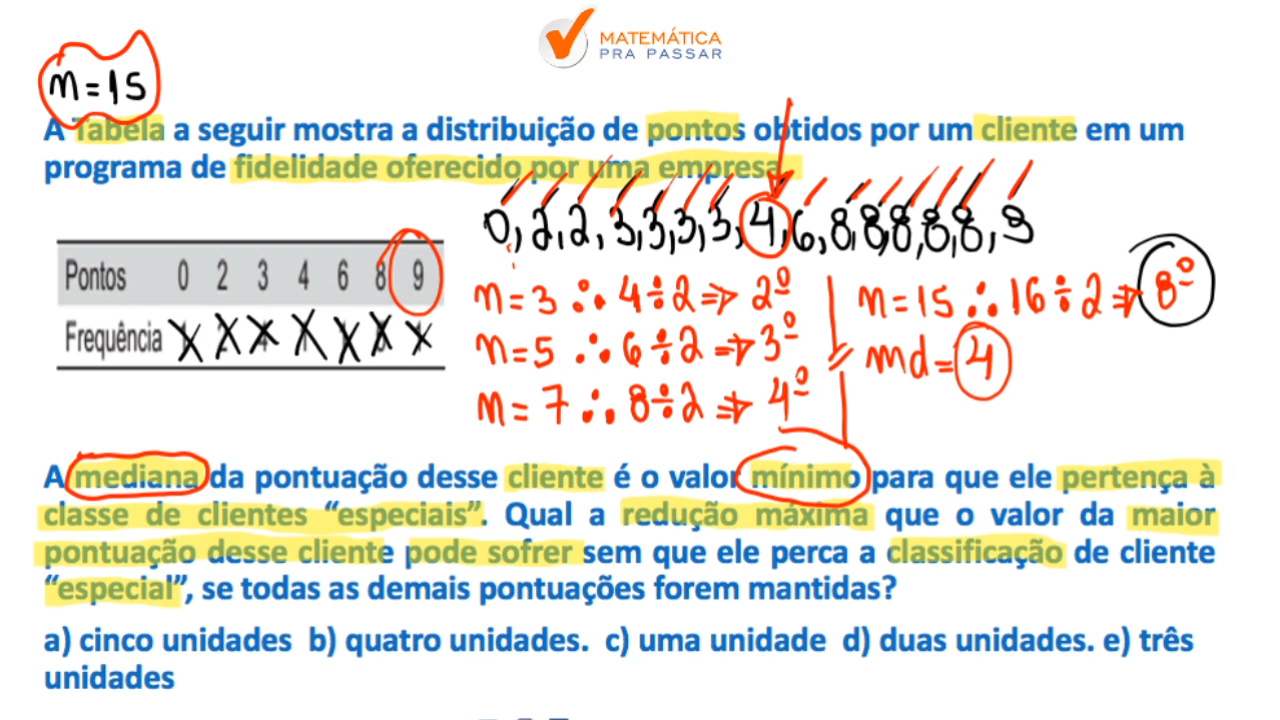 MATEMÁTICA
PRA PASSAR
n=15
A Tabela a seguir mostra a distribuição de pontos obtidos por um cliente em um
programa de fidelidade oferecido por uma empresa
0, 2, 2, 3, 3, 3, 3, 4, 6, 8, 8, 8, 8, 8, 9
Pontos 0 2 3 4 6 8 9
Frequência
n=3 ∴ 4÷2 ⇒ 2º
n=15 ∴ 16÷2 ⇒ 8º
n=5 ∴ 6÷2 ⇒ 3º
md=4
n=7 ∴ 8÷2 ⇒ 4º
A mediana da pontuação desse cliente é o valor mínimo para que ele pertença à
classe de clientes “especiais”. Qual a redução máxima que o valor da maior
pontuação desse cliente pode sofrer sem que ele perca a classificação de cliente
“especial”, se todas as demais pontuações forem mantidas?
a) cinco unidades b) quatro unidades. c) uma unidade d) duas unidades. e) três
unidades